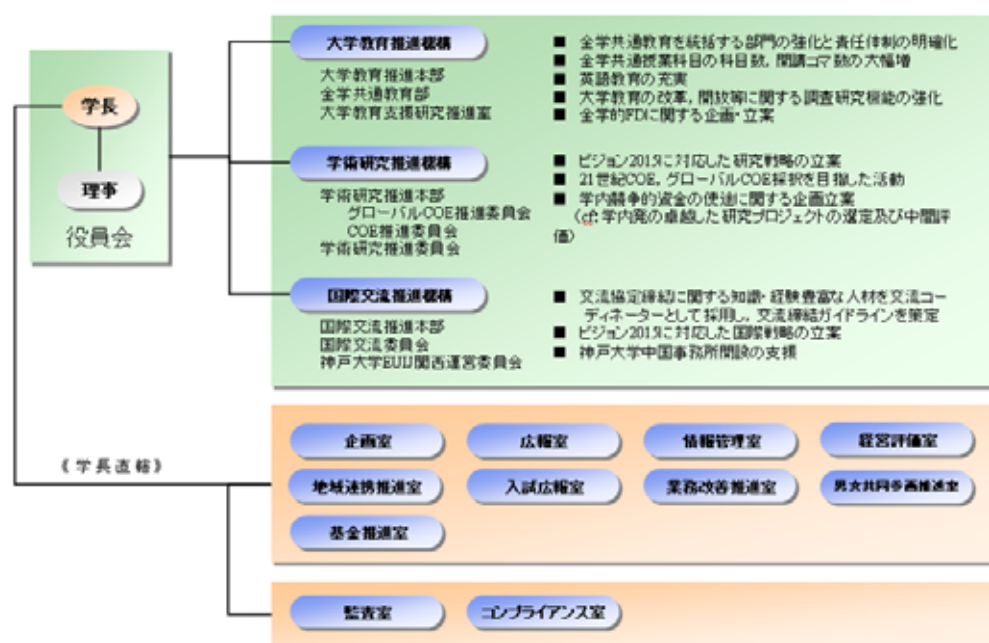 学長
理事
役員会
大学教育推進機構
大学教育推進本部
全学共通教育部
大学教育支援研究推進室
■ 全学共通教育を統括する部門の強化と責任体制の明確化
■ 全学共通授業科目の科目数，開講コマ数の大幅増
■ 英語教育の充実
■ 大学教育の改革，開放等に関する調査研究機能の強化
■ 全学的FDに関する企画・立案
学術研究推進機構
学術研究推進本部
グローバルCOE推進委員会
COE推進委員会
学術研究推進委員会
■ ビジョン2015に対応した研究戦略の立案
■ 21世紀COE，グローバルCOE採択を目指した活動
■ 学内競争的資金の使途に関する企画立案
（cf:学内発の卓越した研究プロジェクトの選定及び中間評
価）
国際交流推進機構
国際交流推進本部
国際交流委員会
神戸大学EUIJ関西運営委員会
■ 交流協定締結に関する知識・経験豊富な人材を交流コー
ディネーターとして採用し，交流締結ガイドラインを策定
■ ビジョン2015に対応した国際戦略の立案
■ 神戸大学中国事務所開設の支援
《学長直轄》
企画室
広報室
情報管理室
経営評価室
地域連携推進室
入試広報室
業務改善推進室
男女共同参画推進室
基金推進室
監査室
コンプライアンス室